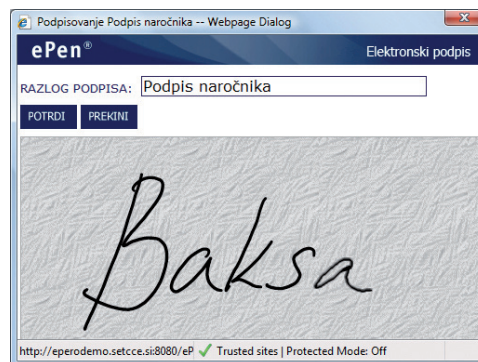 Podpisovanje Podpis naročnika -- Webpage Dialog
ePen® Elektronski podpis
RAZLOG PODPISA: Podpis naročnika
POTRDI PREKINI
Baksa
http://eperodemo.setcce.si:8080/eP Trusted sites | Protected Mode: Off